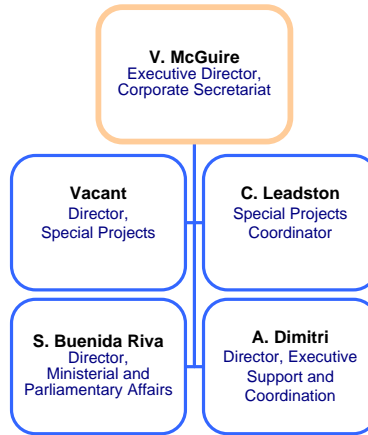 V. McGuire
Executive Director,
Corporate Secretariat
Vacant
Director,
Special Projects
C. Leadston
Special Projects
Coordinator
S. Buenida Riva
Director,
Ministerial and
Parliamentary Affairs
A. Dimitri
Director, Executive
Support and
Coordination